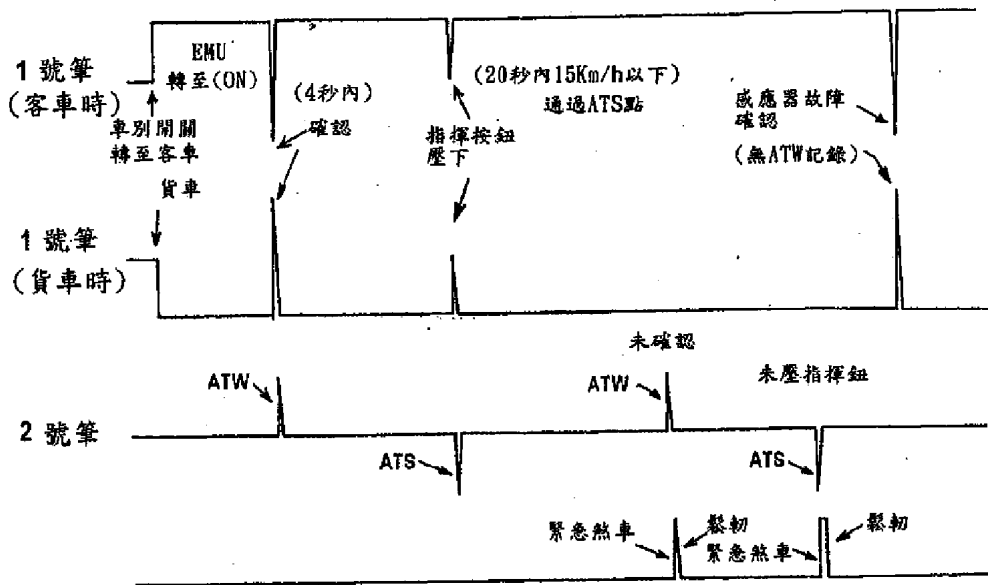 1 號筆
(客車時)
EMU
轉至(ON)
車別開關
轉至客車
貨車
(4秒內)
確認
指揮按鈕
壓下
(20秒內15Km/h以下)
通過ATS點
感應器故障
確認
(無ATW記錄)
1 號筆
(貨車時)
未確認
ATW
ATW
未壓指揮鈕
2 號筆
ATS
ATS
緊急煞車
鬆軔
緊急煞車
鬆軔